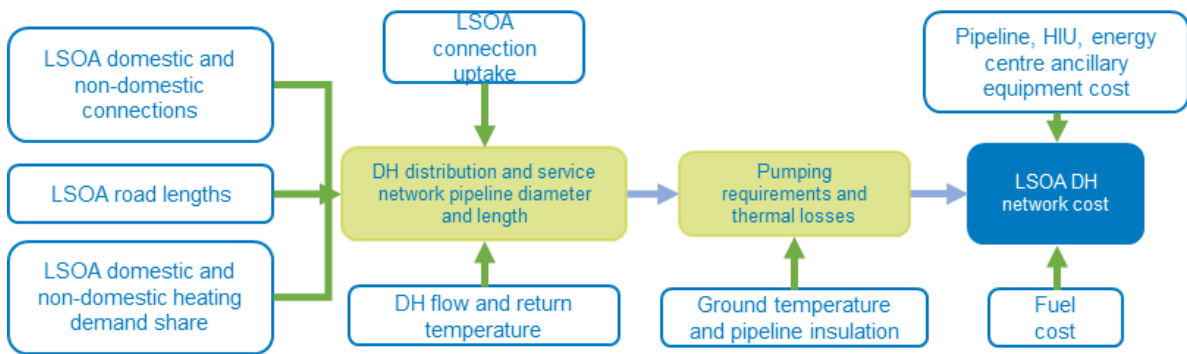 LSOA domestic and
non-domestic
connections
LSOA road lengths
LSOA domestic and
non-domestic heating
demand share
LSOA
connection
uptake
DH distribution and service
network pipeline diameter
and length
DH flow and return
temperature
Pumping
requirements and
thermal losses
Ground temperature
and pipeline insulation
Pipeline, HIU, energy
centre ancillary
equipment cost
LSOA DH
network cost
Fuel
cost